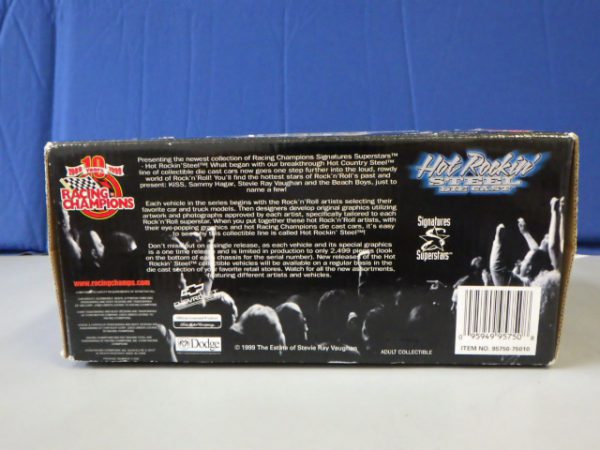 10
1989 YEARS 1999
RACING
CHAMPIONS
Presenting the newest collection of Racing Champions Signatures Superstars™
- Hot Rockin' Steel™! What began with our breakthrough Hot Country Steel™
line of collectible die cast cars now goes one step further into the loud, rowdy
world of Rock'n'Roll! You'll find the hottest stars of Rock'n'Roll's past and
present: KISS, Sammy Hagar, Stevie Ray Vaughan and the Beach Boys, just to
name a few!
Each vehicle in the series begins with the Rock'n'Roll artists selecting their
favorite car and truck models. Then designers develop original graphics utilizing
artwork and photographs approved by each artist, specifically tailored to each
Rock'n'Roll superstar. When you put together these hot Rock'n'Roll artists, with
their eye-popping graphics and hot Racing Champions die cast cars, it's easy
to see why this collectible line is called Hot Rockin' Steel™!
Don't miss out on a single release, as each vehicle and its special graphics
is a one time release and is limited in production to only 2,499 pieces (look
on the bottom of each chassis for the serial number). New releases of the Hot
Rockin' Steel™ collectible vehicles will be available on a regular basis in the
die cast section of your favorite retail stores. Watch for all the new assortments,
featuring different artists and vehicles.
Hot Rockin'
STEEL
DIE CAST
Signatures
Superstars
www.racingchamps.com
CHEVROLET
Dodge
© 1999 The Estate of Stevie Ray Vaughan
ADULT COLLECTIBLE
0 95949 95750 8
ITEM NO. 95750-75010